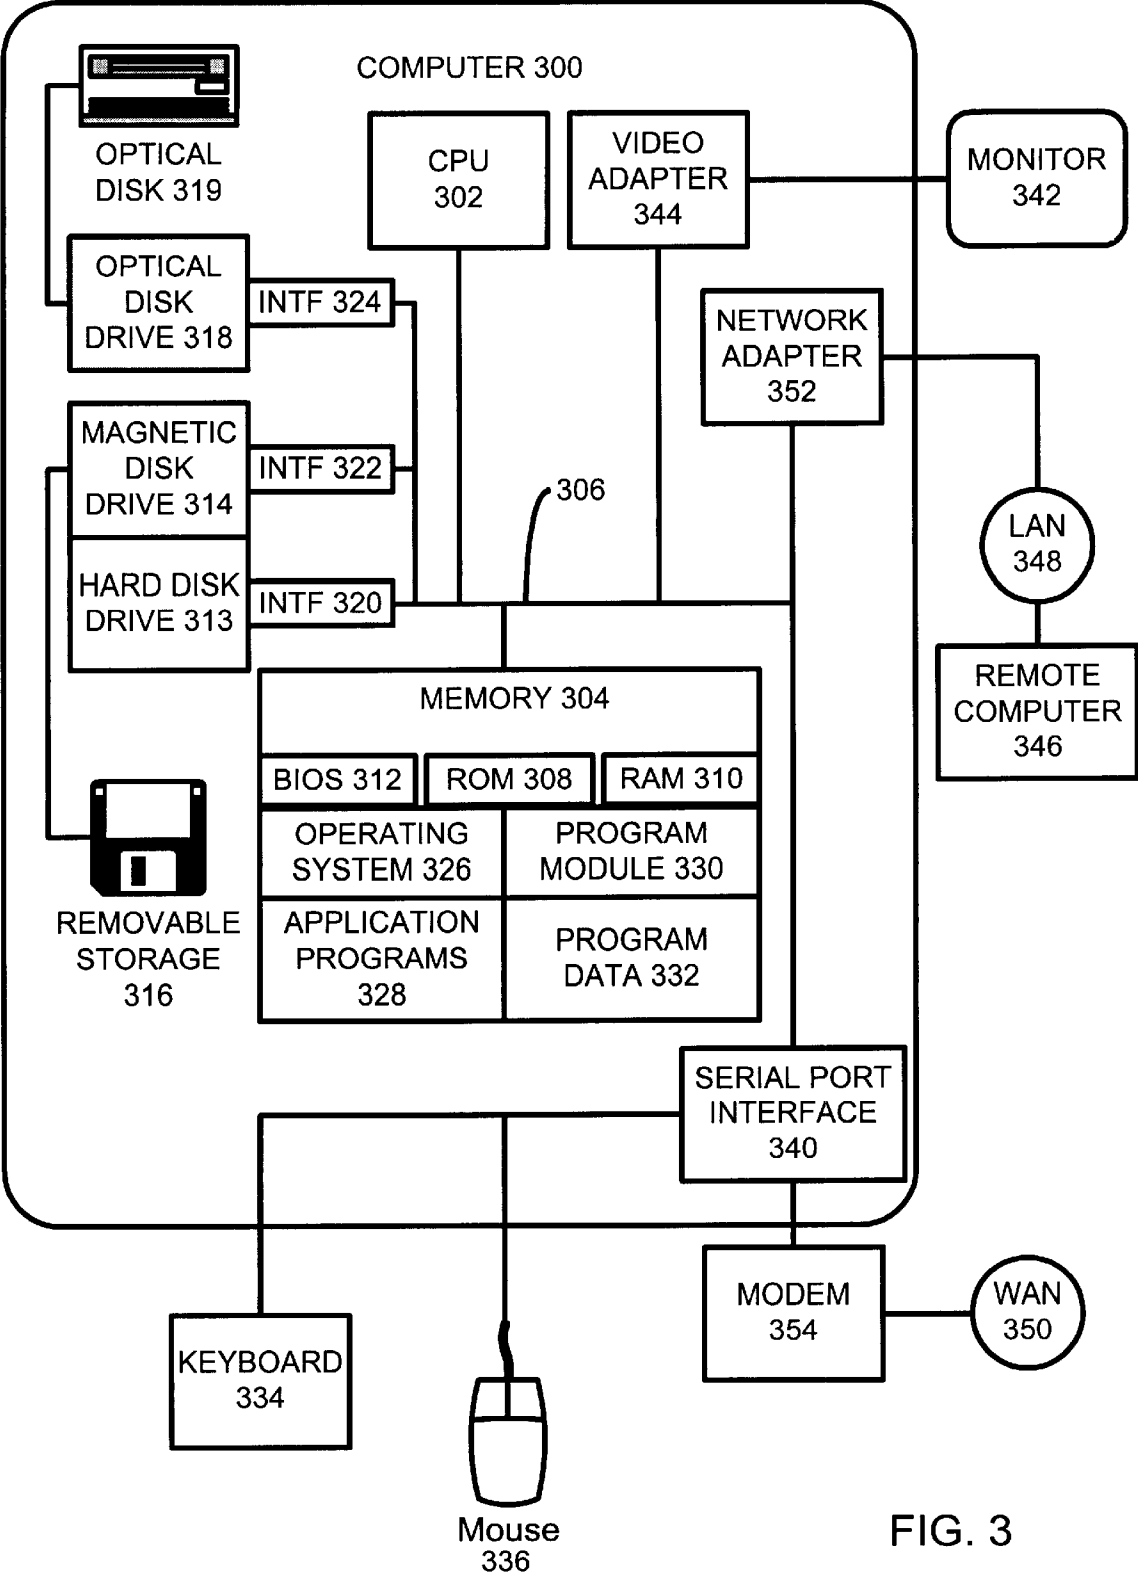 COMPUTER 300
OPTICAL
DISK 319
CPU
302
VIDEO
ADAPTER
344
MONITOR
342
OPTICAL
DISK
DRIVE 318
INTF 324
NETWORK
ADAPTER
352
MAGNETIC
DISK
DRIVE 314
INTF 322
306
LAN
348
HARD DISK
DRIVE 313
INTF 320
REMOTE
COMPUTER
346
MEMORY 304
BIOS 312
ROM 308
RAM 310
OPERATING
SYSTEM 326
PROGRAM
MODULE 330
APPLICATION
PROGRAMS
328
PROGRAM
DATA 332
REMOVABLE
STORAGE
316
SERIAL PORT
INTERFACE
340
MODEM
354
WAN
350
KEYBOARD
334
Mouse
336
FIG. 3